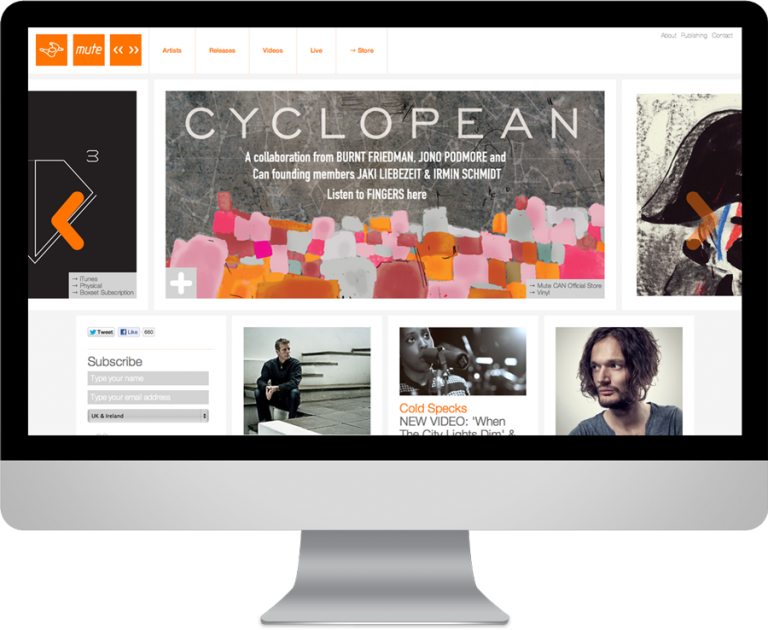 mute
« »
Artists
Releases
Videos
Live
→ Store
About Publishing Contact
3
→ iTunes
→ Physical
→ Boxset Subscription
CYCLOPEAN
A collaboration from BURNT FRIEDMAN, JONO PODMORE and
Can founding members JAKI LIEBEZEIT & IRMIN SCHMIDT
Listen to FINGERS here
→ Mute CAN Official Store
→ Vinyl
Tweet
Like
660
Subscribe
Type your name
Type your email address
UK & Ireland
Cold Specks
NEW VIDEO: 'When
The City Lights Dim' &